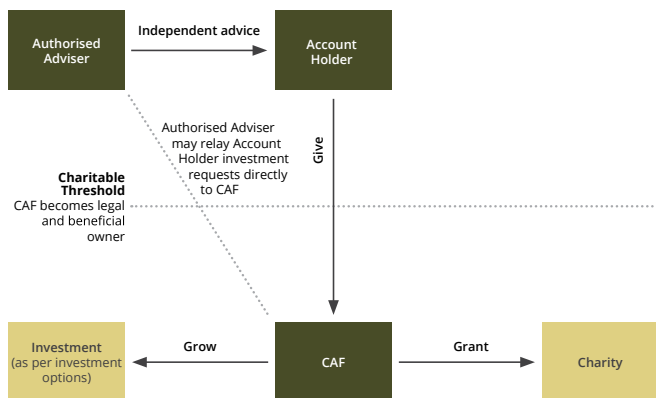 Authorised
Adviser
Independent advice
Account
Holder
Authorised Adviser
may relay Account
Holder investment
requests directly
to CAF
Give
Charitable
Threshold
CAF becomes legal
and beneficial
owner
Investment
(as per investment
options)
Grow
CAF
Grant
Charity